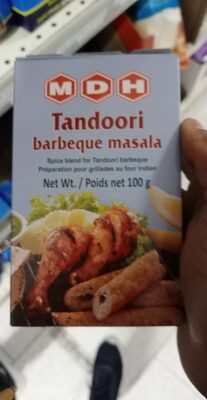 MDH
Tandoori
barbeque masala
Spice blend for Tandoori barbeque
Préparation pour grillades au four indien
Net Wt. / Poids net 100 g